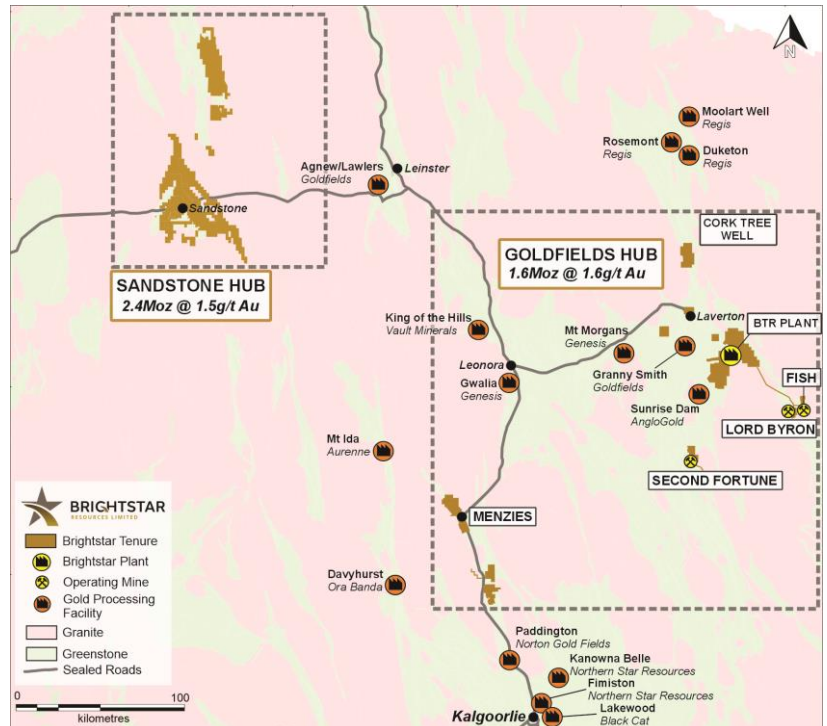 N
Moolart Well
Regis
Rosemont
Regis
Duketon
Regis
Agnew/Lawlers
Goldfields
Leinster
Sandstone
CORK TREE
WELL
GOLDFIELDS HUB
1.6Moz @ 1.6g/t Au
SANDSTONE HUB
2.4Moz @ 1.5g/t Au
King of the Hills
Vault Minerals
Laverton
Mt Morgans
Genesis
BTR PLANT
Leonora
Granny Smith
Goldfields
FISH
Gwalia
Genesis
Sunrise Dam
AngloGold
LORD BYRON
Mt Ida
Aurenne
SECOND FORTUNE
MENZIES
BRIGHTSTAR
RESOURCES LIMITED
Brightstar Tenure
Brightstar Plant
Operating Mine
Gold Processing
Facility
Granite
Greenstone
Sealed Roads
Davyhurst
Ora Banda
Paddington
Norton Gold Fields
Kanowna Belle
Northern Star Resources
Fimiston
Northern Star Resources
Lakewood
Black Cat
Kalgoorlie
0 100
kilometres